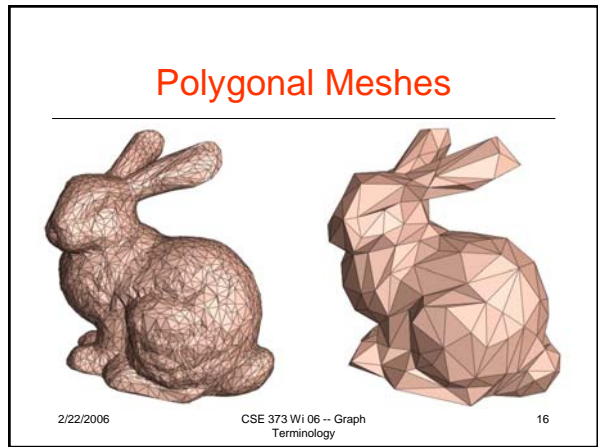 Polygonal Meshes
2/22/2006
CSE 373 Wi 06 -- Graph
Terminology
16